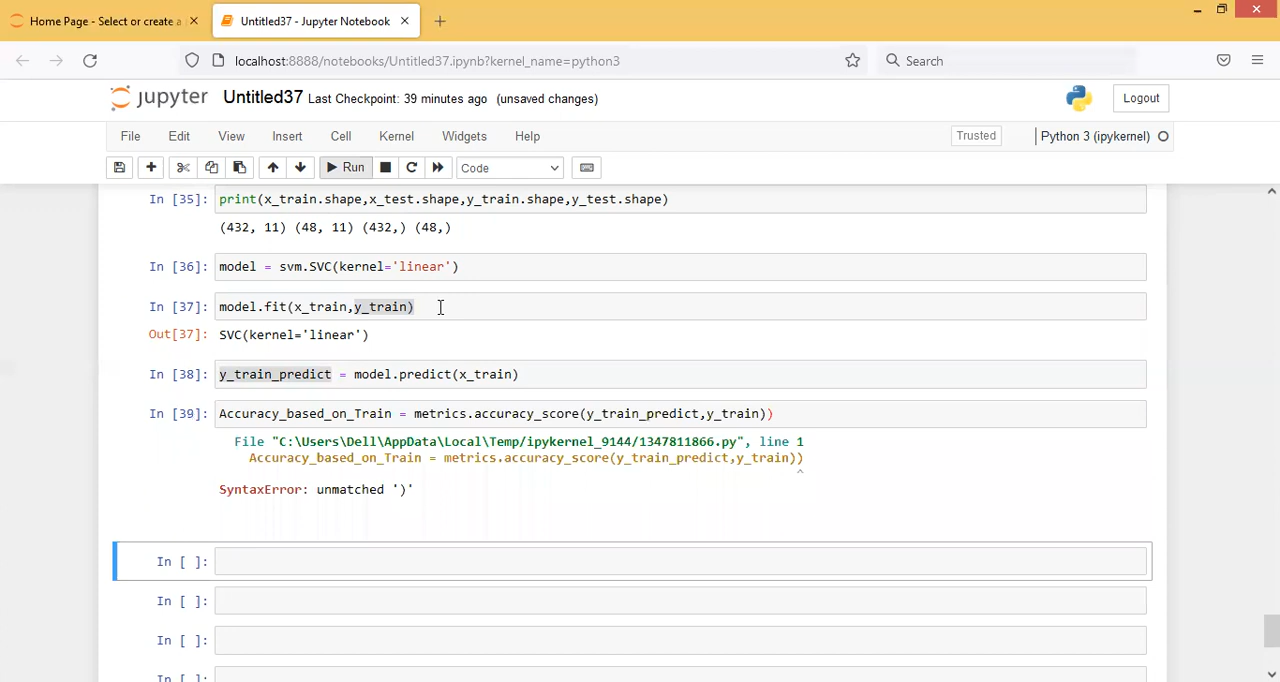 Home Page - Select or create a
Untitled37 - Jupyter Notebook
localhost:8888/notebooks/Untitled37.ipynb?kernel_name=python3
Search
jupyter Untitled37 Last Checkpoint: 39 minutes ago (unsaved changes)
Logout
File Edit View Insert Cell Kernel Widgets Help
Trusted
Python 3 (ipykernel)
Run
Code
In [35]: print(x_train.shape,x_test.shape,y_train.shape,y_test.shape)
(432, 11) (48, 11) (432,) (48,)
In [36]: model = svm.SVC(kernel='linear')
In [37]: model.fit(x_train,y_train)
Out[37]: SVC(kernel='linear')
In [38]: y_train_predict = model.predict(x_train)
In [39]: Accuracy_based_on_Train = metrics.accuracy_score(y_train_predict,y_train))
File "C:\Users\Dell\AppData\Local\Temp/ipykernel_9144/1347811866.py", line 1
Accuracy_based_on_Train = metrics.accuracy_score(y_train_predict,y_train))
^
SyntaxError: unmatched ')'
In [ ]:
In [ ]:
In [ ]:
In [ ]: